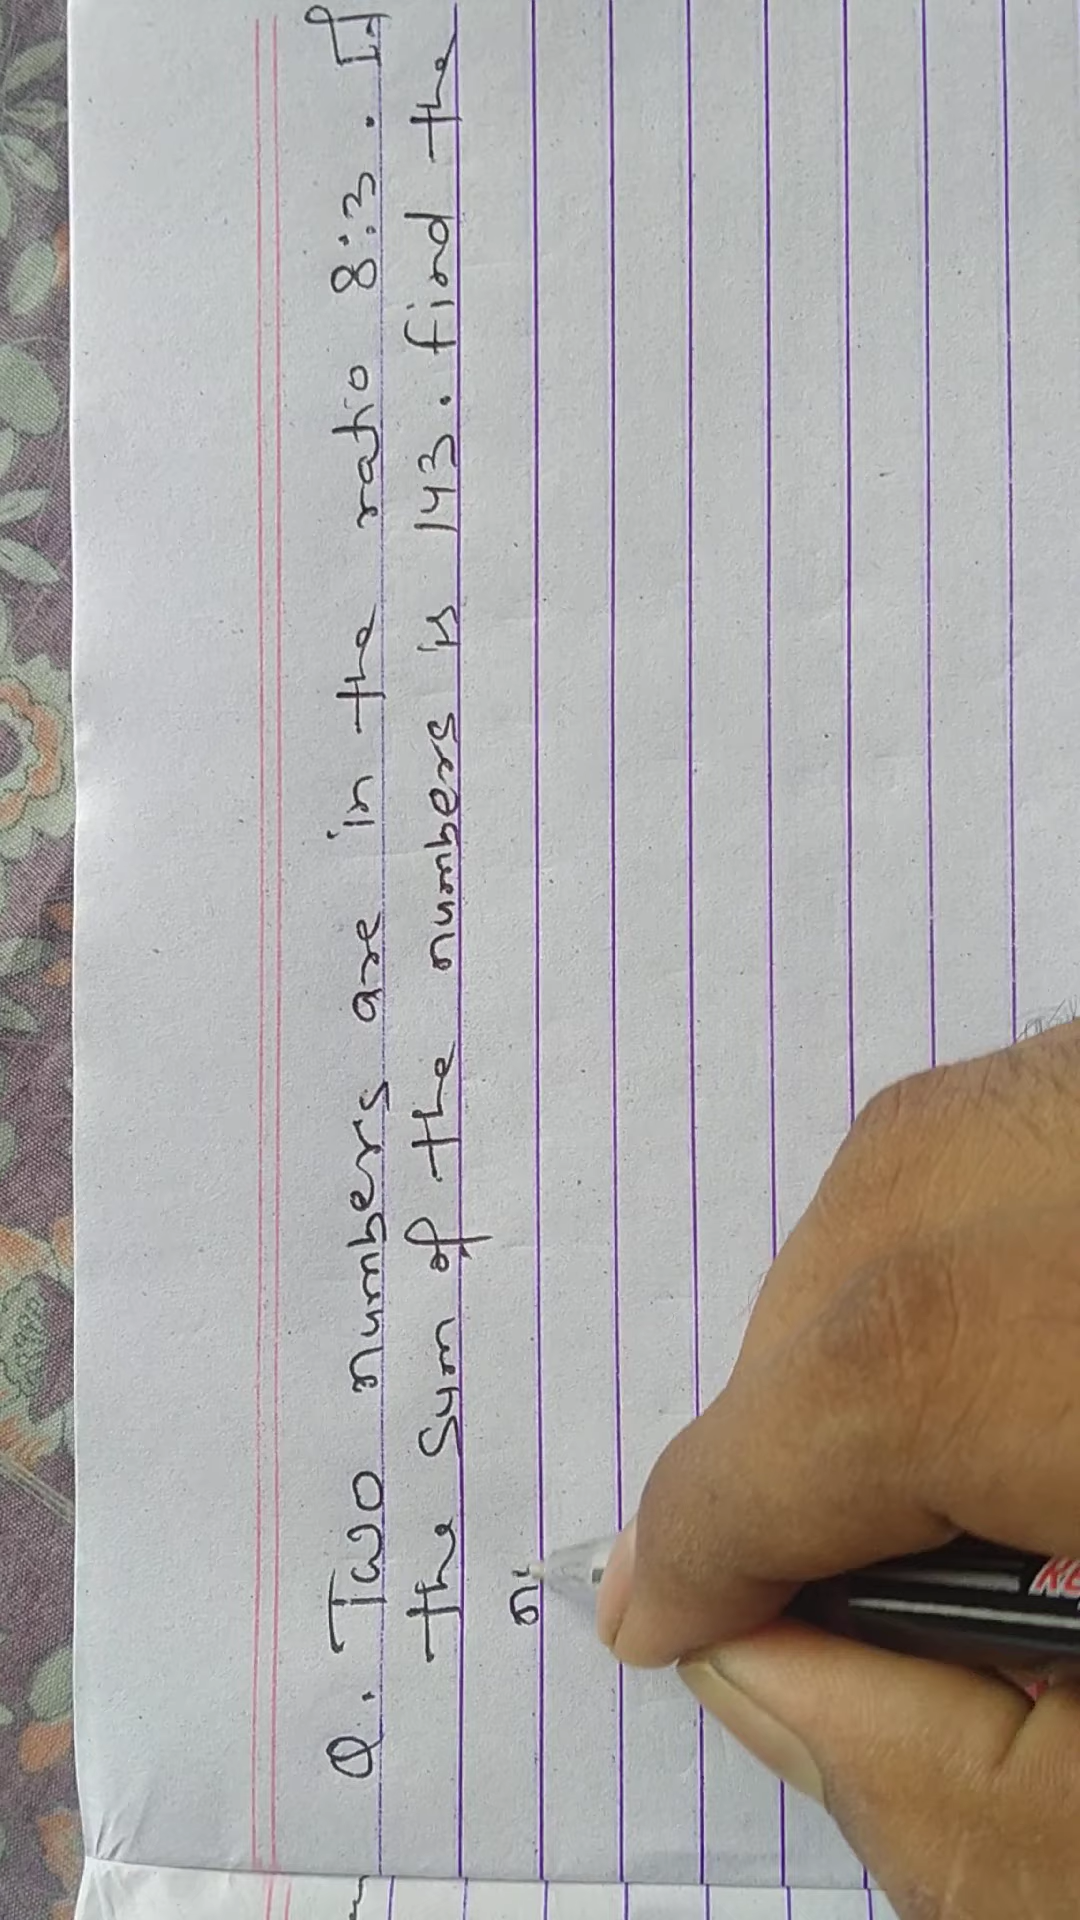 Q. Two numbers are in the ratio 8:3. If
the sum of the numbers is 143. find the